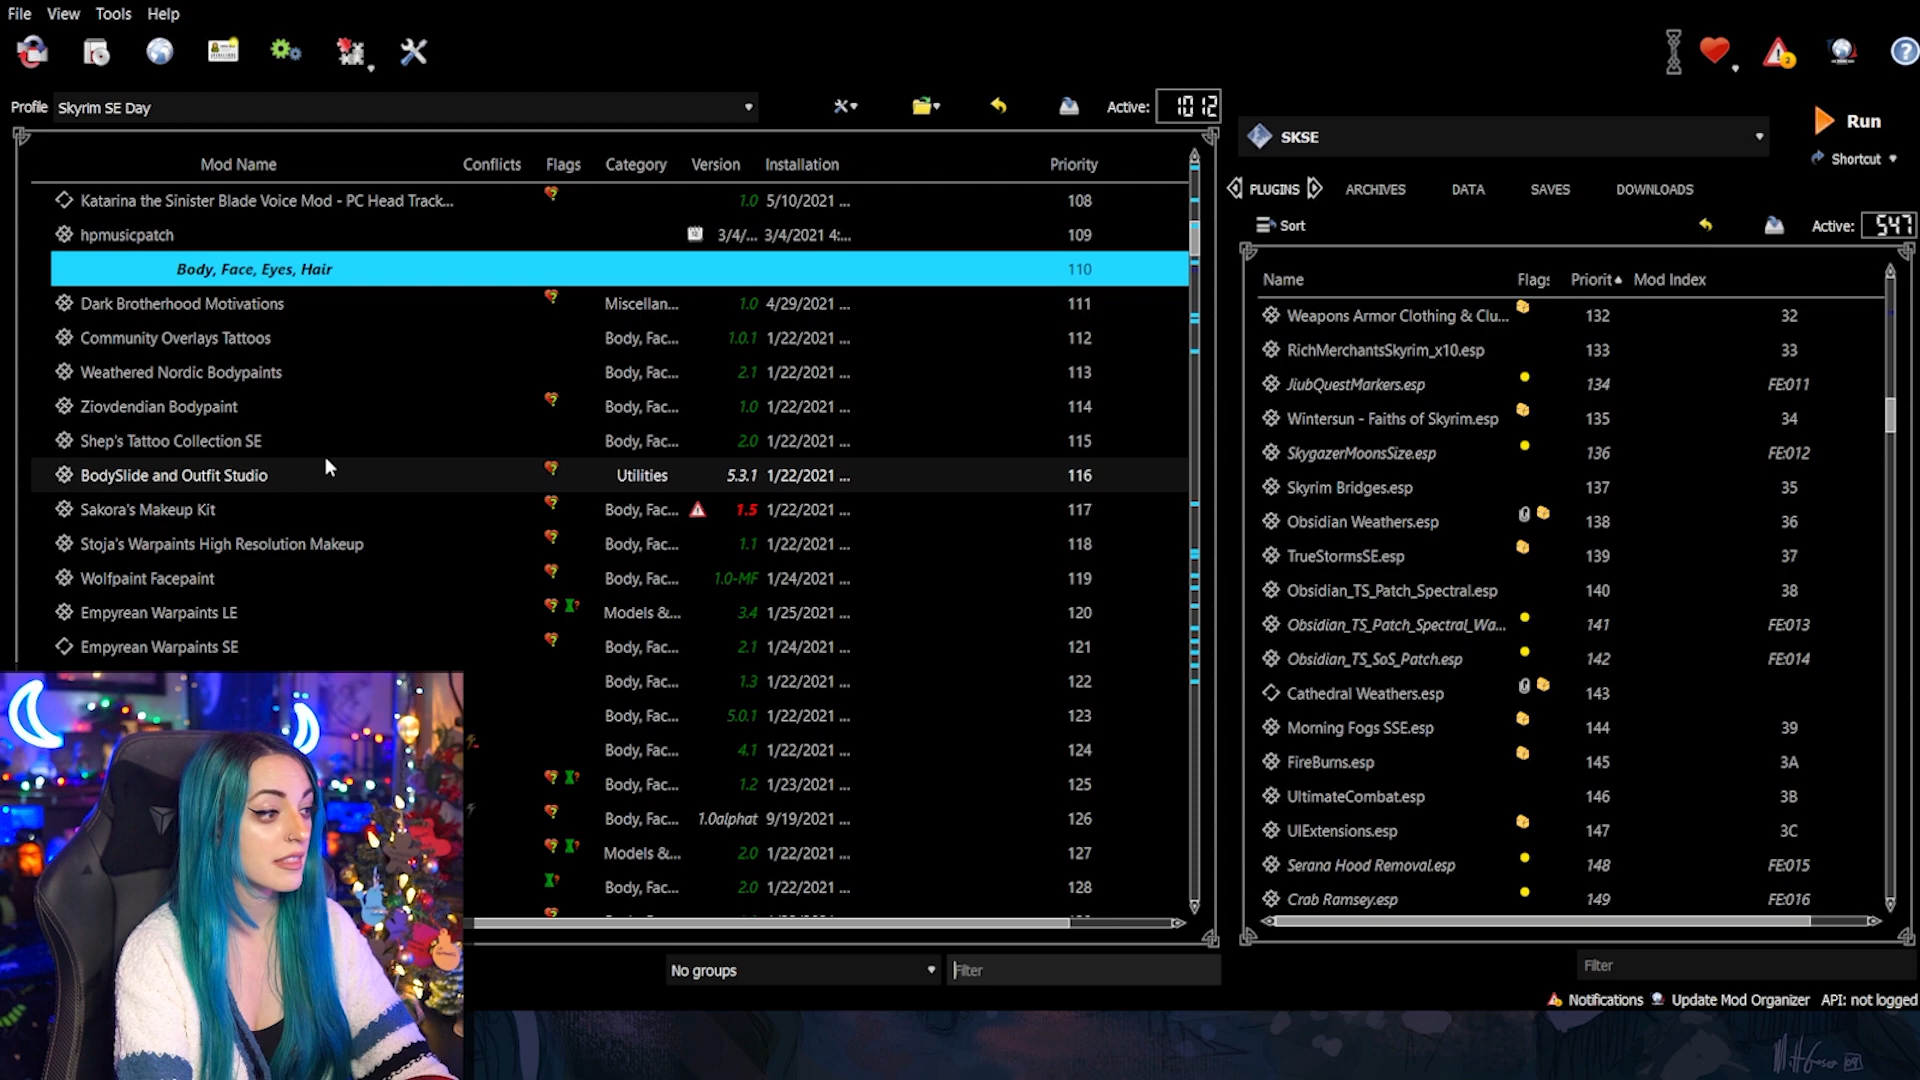 File View Tools Help
Profile Skyrim SE Day Active: 1012
Mod Name Conflicts Flags Category Version Installation Priority
Katarina the Sinister Blade Voice Mod - PC Head Track... 1.0 5/10/2021 ... 108
hpmusicpatch 3/4/... 3/4/2021 4:... 109
Body, Face, Eyes, Hair 110
Dark Brotherhood Motivations Miscellan... 1.0 4/29/2021 ... 111
Community Overlays Tattoos Body, Fac... 1.0.1 1/22/2021 ... 112
Weathered Nordic Bodypaints Body, Fac... 2.1 1/22/2021 ... 113
Ziovdendian Bodypaint Body, Fac... 1.0 1/22/2021 ... 114
Shep's Tattoo Collection SE Body, Fac... 2.0 1/22/2021 ... 115
BodySlide and Outfit Studio Utilities 5.3.1 1/22/2021 ... 116
Sakora's Makeup Kit Body, Fac... 1.5 1/22/2021 ... 117
Stoja's Warpaints High Resolution Makeup Body, Fac... 1.1 1/22/2021 ... 118
Wolfpaint Facepaint Body, Fac... 1.0-MF 1/24/2021 ... 119
Empyrean Warpaints LE Models &... 3.4 1/25/2021 ... 120
Empyrean Warpaints SE Body, Fac... 2.1 1/24/2021 ... 121
Body, Fac... 1.3 1/22/2021 ... 122
Body, Fac... 5.0.1 1/22/2021 ... 123
Body, Fac... 4.1 1/22/2021 ... 124
Body, Fac... 1.2 1/23/2021 ... 125
Body, Fac... 1.0alphat 9/19/2021 ... 126
Models &... 2.0 1/22/2021 ... 127
Body, Fac... 2.0 1/22/2021 ... 128
No groups Filter
SKSE
Run
Shortcut
PLUGINS ARCHIVES DATA SAVES DOWNLOADS
Sort Active: 547
Name Flags Priorit Mod Index
Weapons Armor Clothing & Clu... 132 32
RichMerchantsSkyrim_x10.esp 133 33
JiubQuestMarkers.esp 134 FE:011
Wintersun - Faiths of Skyrim.esp 135 34
SkygazerMoonsSize.esp 136 FE:012
Skyrim Bridges.esp 137 35
Obsidian Weathers.esp 138 36
TrueStormsSE.esp 139 37
Obsidian_TS_Patch_Spectral.esp 140 38
Obsidian_TS_Patch_Spectral_Wa... 141 FE:013
Obsidian_TS_SoS_Patch.esp 142 FE:014
Cathedral Weathers.esp 143
Morning Fogs SSE.esp 144 39
FireBurns.esp 145 3A
UltimateCombat.esp 146 3B
UIExtensions.esp 147 3C
Serana Hood Removal.esp 148 FE:015
Crab Ramsey.esp 149 FE:016
Filter
Notifications Update Mod Organizer API: not logged